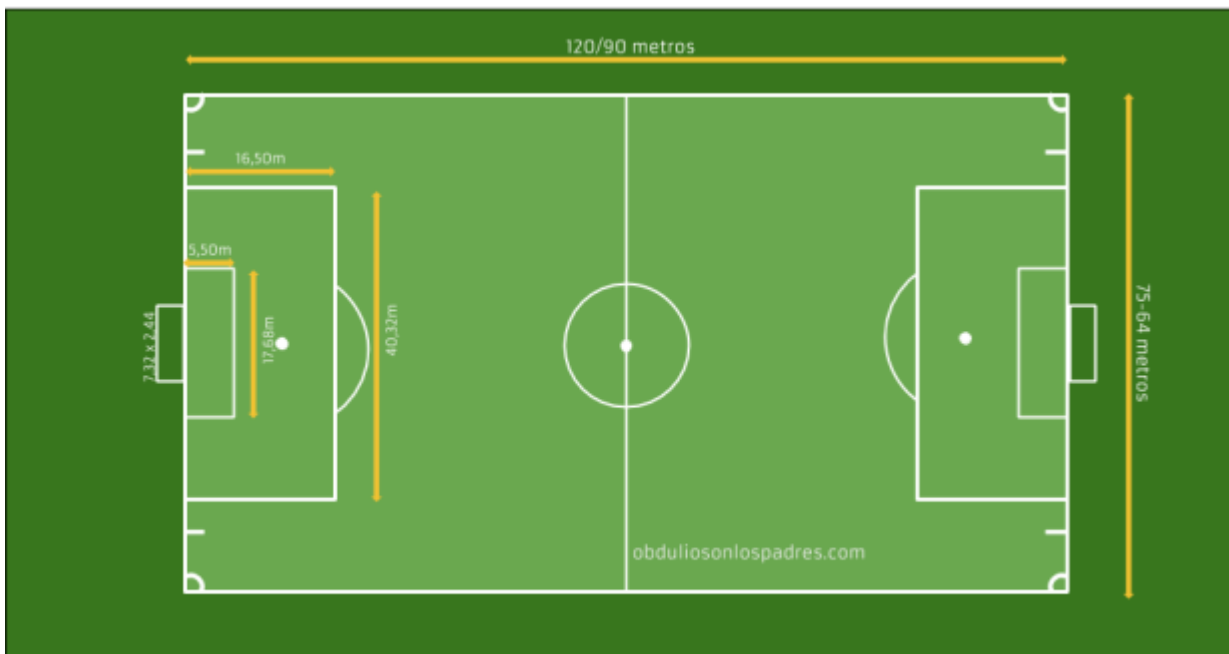 120/90 metros
16,50m
5,50m
7,32 x 2,44
17,68m
40,32m
75-64 metros
obduliosonlospadres.com